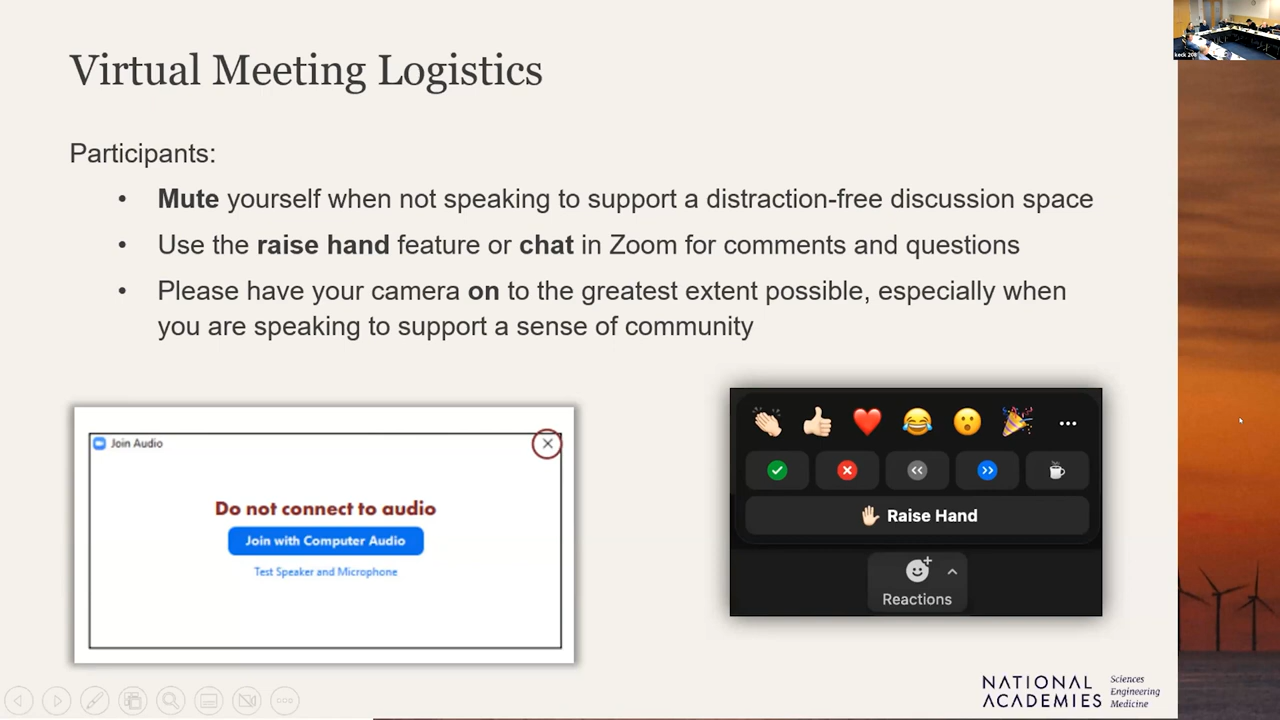 Virtual Meeting Logistics
Participants:
• Mute yourself when not speaking to support a distraction-free discussion space
• Use the raise hand feature or chat in Zoom for comments and questions
• Please have your camera on to the greatest extent possible, especially when
you are speaking to support a sense of community
Join Audio
Do not connect to audio
Join with Computer Audio
Test Speaker and Microphone
Raise Hand
Reactions
NATIONAL ACADEMIES
Sciences
Engineering
Medicine